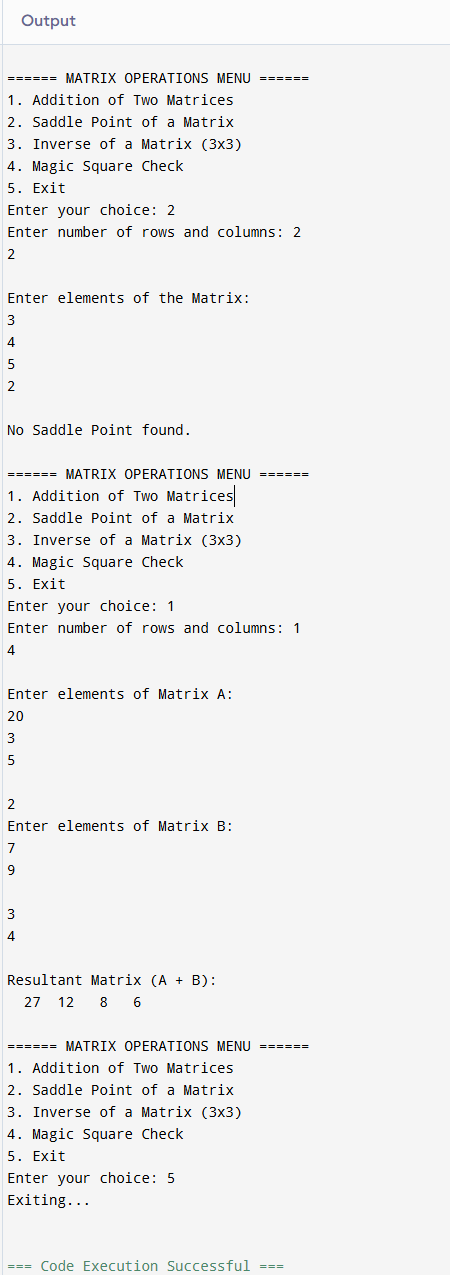 Output
====== MATRIX OPERATIONS MENU ======
1. Addition of Two Matrices
2. Saddle Point of a Matrix
3. Inverse of a Matrix (3x3)
4. Magic Square Check
5. Exit
Enter your choice: 2
Enter number of rows and columns: 2
2
Enter elements of the Matrix:
3
4
5
2
No Saddle Point found.
====== MATRIX OPERATIONS MENU ======
1. Addition of Two Matrices
2. Saddle Point of a Matrix
3. Inverse of a Matrix (3x3)
4. Magic Square Check
5. Exit
Enter your choice: 1
Enter number of rows and columns: 1
4
Enter elements of Matrix A:
20
3
5
2
Enter elements of Matrix B:
7
9
3
4
Resultant Matrix (A + B):
27 12 8 6
====== MATRIX OPERATIONS MENU ======
1. Addition of Two Matrices
2. Saddle Point of a Matrix
3. Inverse of a Matrix (3x3)
4. Magic Square Check
5. Exit
Enter your choice: 5
Exiting...
=== Code Execution Successful ===